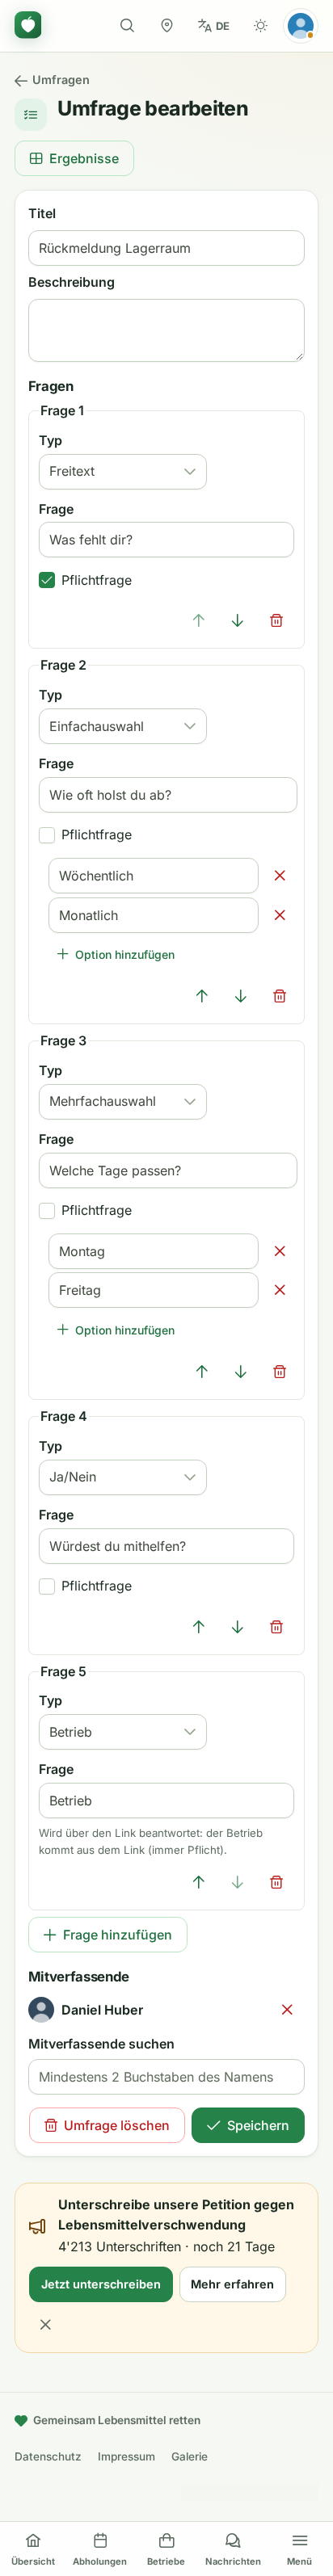 DE
Umfragen
Umfrage bearbeiten
Ergebnisse
Titel
Rückmeldung Lagerraum
Beschreibung
Fragen
Frage 1
Typ
Freitext
Frage
Was fehlt dir?
Pflichtfrage
Frage 2
Typ
Einfachauswahl
Frage
Wie oft holst du ab?
Pflichtfrage
Wöchentlich
Monatlich
Option hinzufügen
Frage 3
Typ
Mehrfachauswahl
Frage
Welche Tage passen?
Pflichtfrage
Montag
Freitag
Option hinzufügen
Frage 4
Typ
Ja/Nein
Frage
Würdest du mithelfen?
Pflichtfrage
Frage 5
Typ
Betrieb
Frage
Betrieb
Wird über den Link beantwortet: der Betrieb
kommt aus dem Link (immer Pflicht).
Frage hinzufügen
Mitverfassende
Daniel Huber
Mitverfassende suchen
Mindestens 2 Buchstaben des Namens
Umfrage löschen
Speichern
Unterschreibe unsere Petition gegen
Lebensmittelverschwendung
4'213 Unterschriften · noch 21 Tage
Jetzt unterschreiben
Mehr erfahren
Gemeinsam Lebensmittel retten
Datenschutz
Impressum
Galerie
Übersicht
Abholungen
Betriebe
Nachrichten
Menü